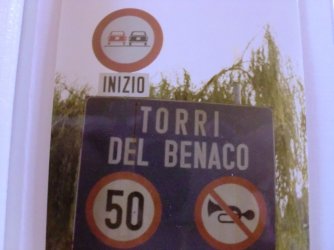 INIZIO
TORRI
DEL BENACO
50